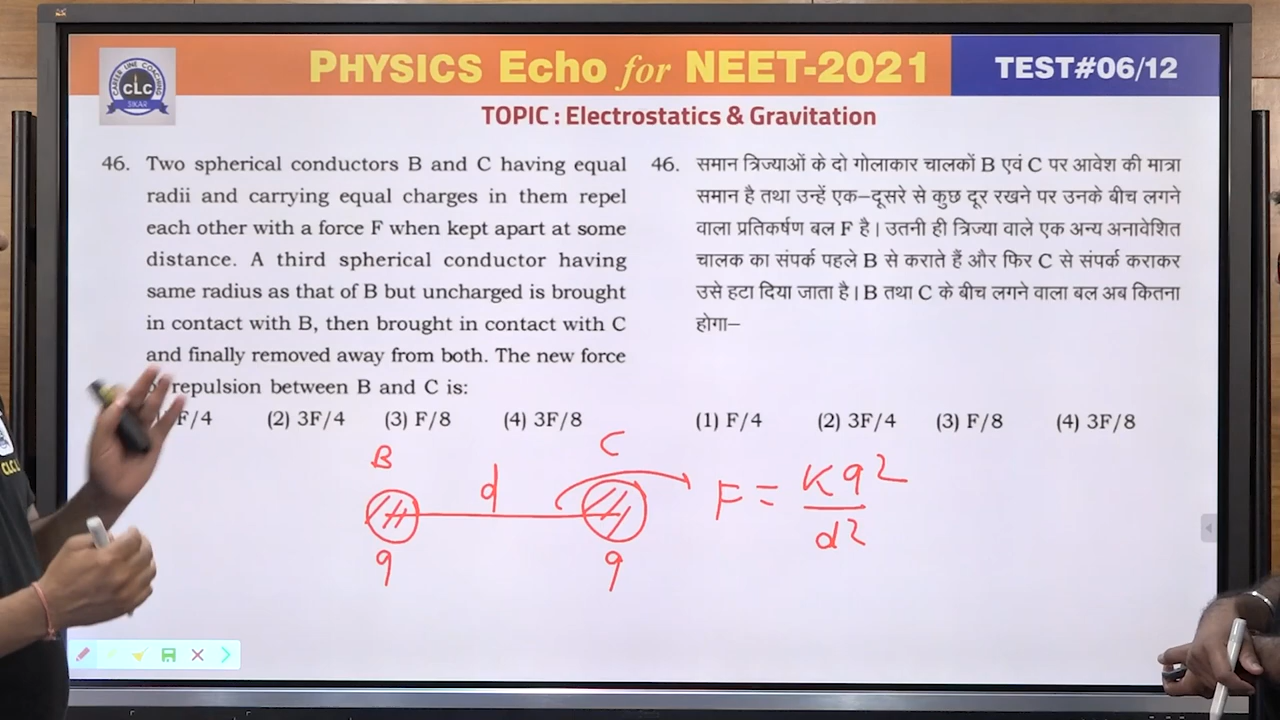 PHYSICS Echo for NEET-2021
TEST#06/12
CAREER LINE COACHING
CLC
SIKAR
TOPIC : Electrostatics & Gravitation
46. Two spherical conductors B and C having equal
radii and carrying equal charges in them repel
each other with a force F when kept apart at some
distance. A third spherical conductor having
same radius as that of B but uncharged is brought
in contact with B, then brought in contact with C
and finally removed away from both. The new force
repulsion between B and C is:
F/4 (2) 3F/4 (3) F/8 (4) 3F/8
46. समान त्रिज्याओं के दो गोलाकार चालकों B एवं C पर आवेश की मात्रा
समान है तथा उन्हें एक–दूसरे से कुछ दूर रखने पर उनके बीच लगने
वाला प्रतिकर्षण बल F है। उतनी ही त्रिज्या वाले एक अन्य अनावेशित
चालक का संपर्क पहले B से कराते हैं और फिर C से संपर्क कराकर
उसे हटा दिया जाता है। B तथा C के बीच लगने वाला बल अब कितना
होगा–
(1) F/4 (2) 3F/4 (3) F/8 (4) 3F/8
B d C
q q
F = Kq2
d2